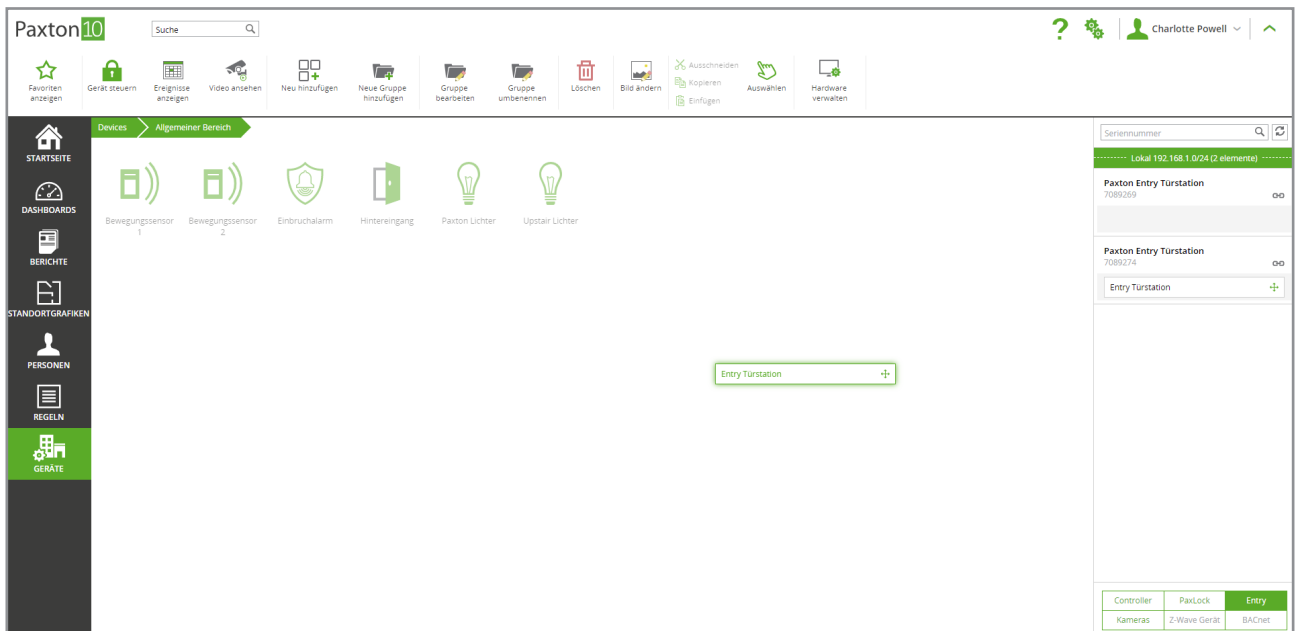 Paxton10
Suche
?
Charlotte Powell
Favoriten
anzeigen
Gerät steuern
Ereignisse
anzeigen
Video ansehen
Neu hinzufügen
Neue Gruppe
hinzufügen
Gruppe
bearbeiten
Gruppe
umbenennen
Löschen
Bild ändern
Ausschneiden
Kopieren
Einfügen
Auswählen
Hardware
verwalten
STARTSEITE
DASHBOARDS
BERICHTE
STANDORTGRAFIKEN
PERSONEN
REGELN
GERÄTE
Devices
Allgemeiner Bereich
Bewegungssensor
1
Bewegungssensor
2
Einbruchalarm
Hintereingang
Paxton Lichter
Upstair Lichter
Entry Türstation
Seriennummer
Lokal 192.168.1.0/24 (2 elemente)
Paxton Entry Türstation
7089269
Paxton Entry Türstation
7089274
Entry Türstation
Controller
PaxLock
Entry
Kameras
Z-Wave Gerät
BACnet